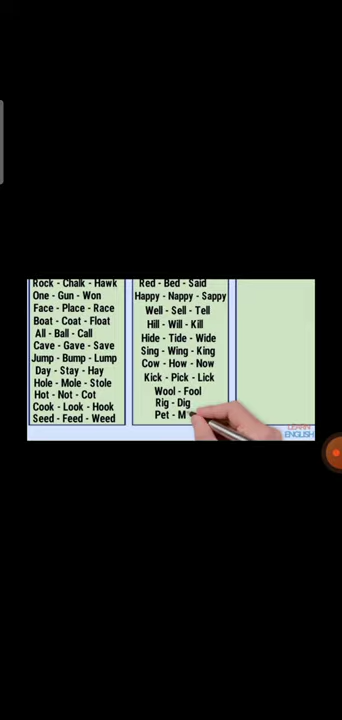 Rock - Chalk - Hawk
One - Gun - Won
Face - Place - Race
Boat - Coat - Float
All - Ball - Call
Cave - Gave - Save
Jump - Bump - Lump
Day - Stay - Hay
Hole - Mole - Stole
Hot - Not - Cot
Cook - Look - Hook
Seed - Feed - Weed
Red - Bed - Said
Happy - Nappy - Sappy
Well - Sell - Tell
Hill - Will - Kill
Hide - Tide - Wide
Sing - Wing - King
Cow - How - Now
Kick - Pick - Lick
Wool - Fool
Rig - Dig
Pet - M
LEARN
ENGLISH